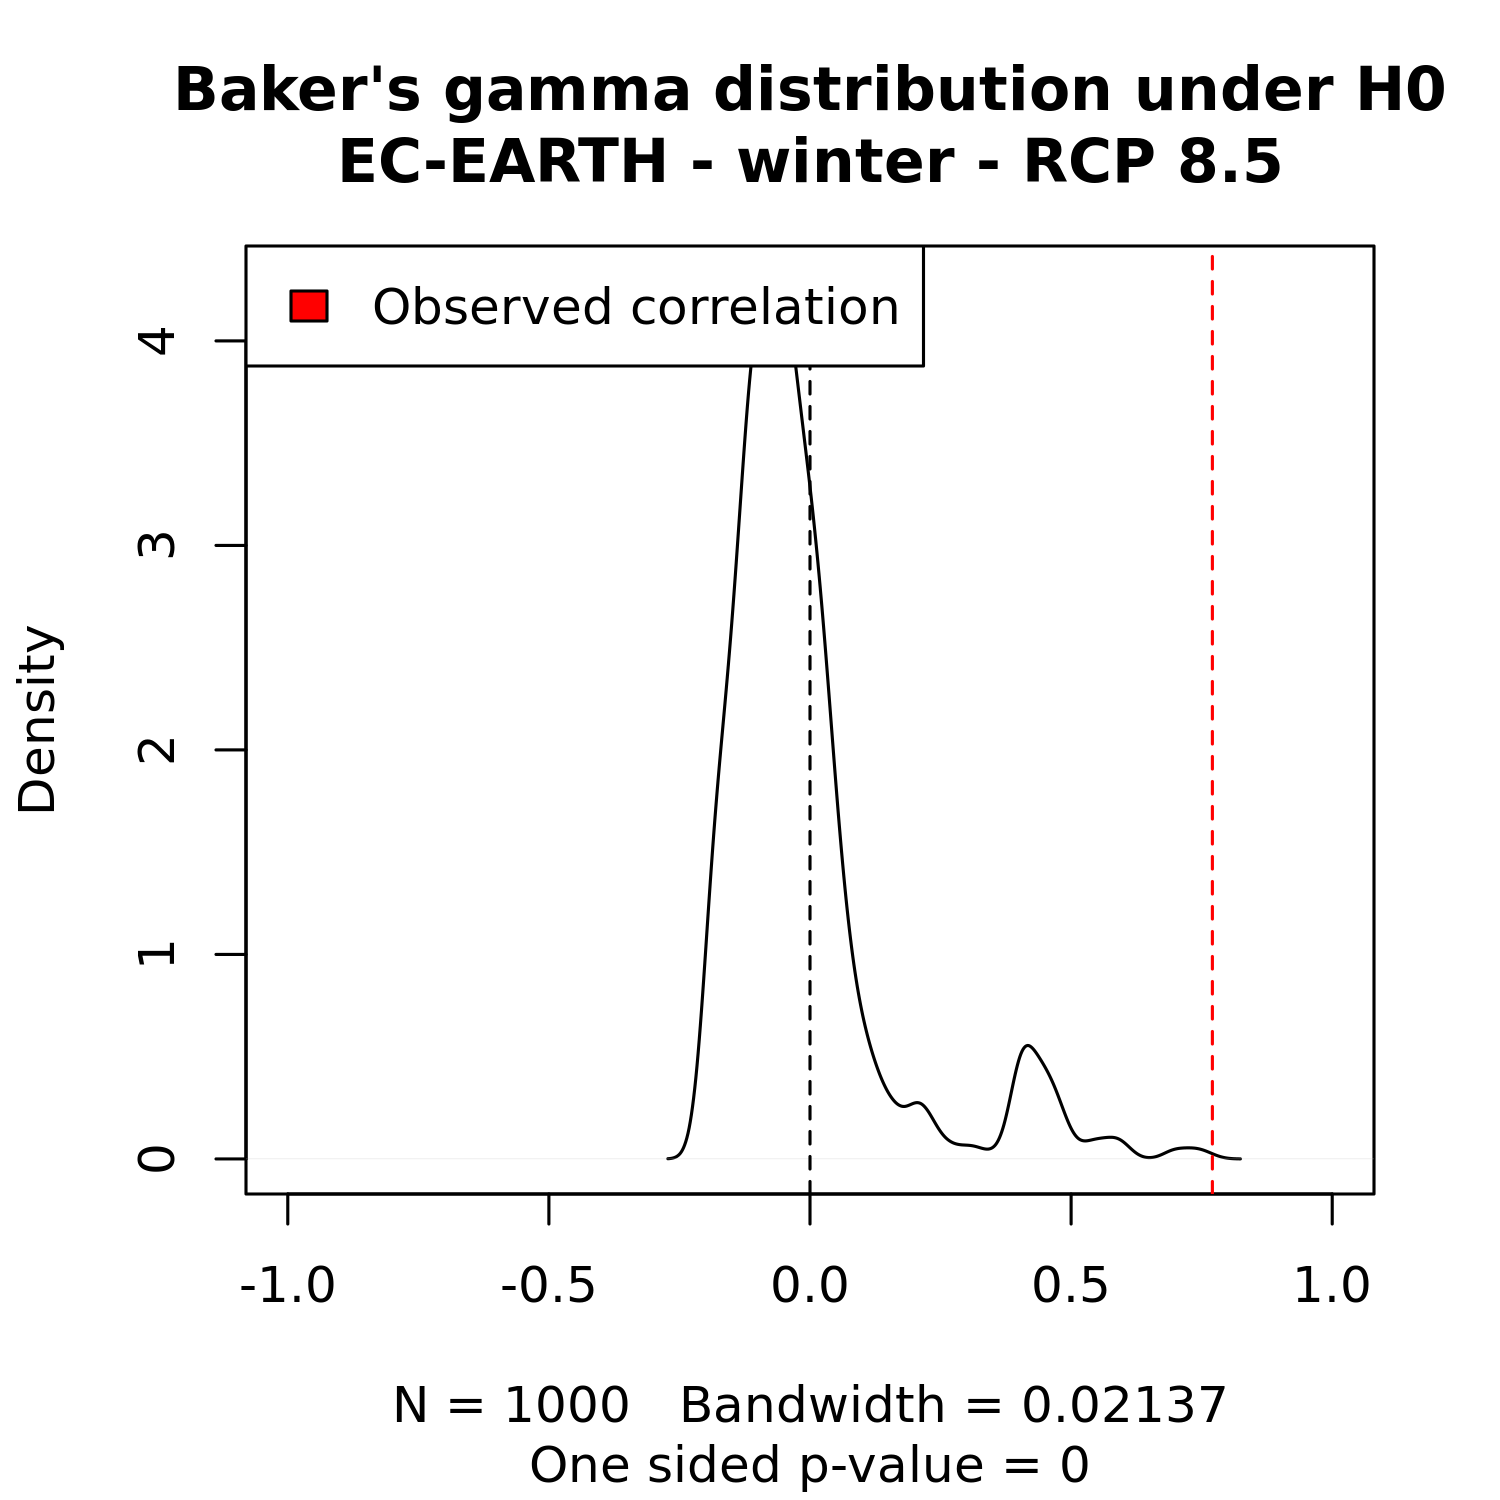 Baker's gamma distribution under H0
EC-EARTH - winter - RCP 8.5
Observed correlation
Density
4
3
2
1
0
-1.0 -0.5 0.0 0.5 1.0
N = 1000 Bandwidth = 0.02137
One sided p-value = 0